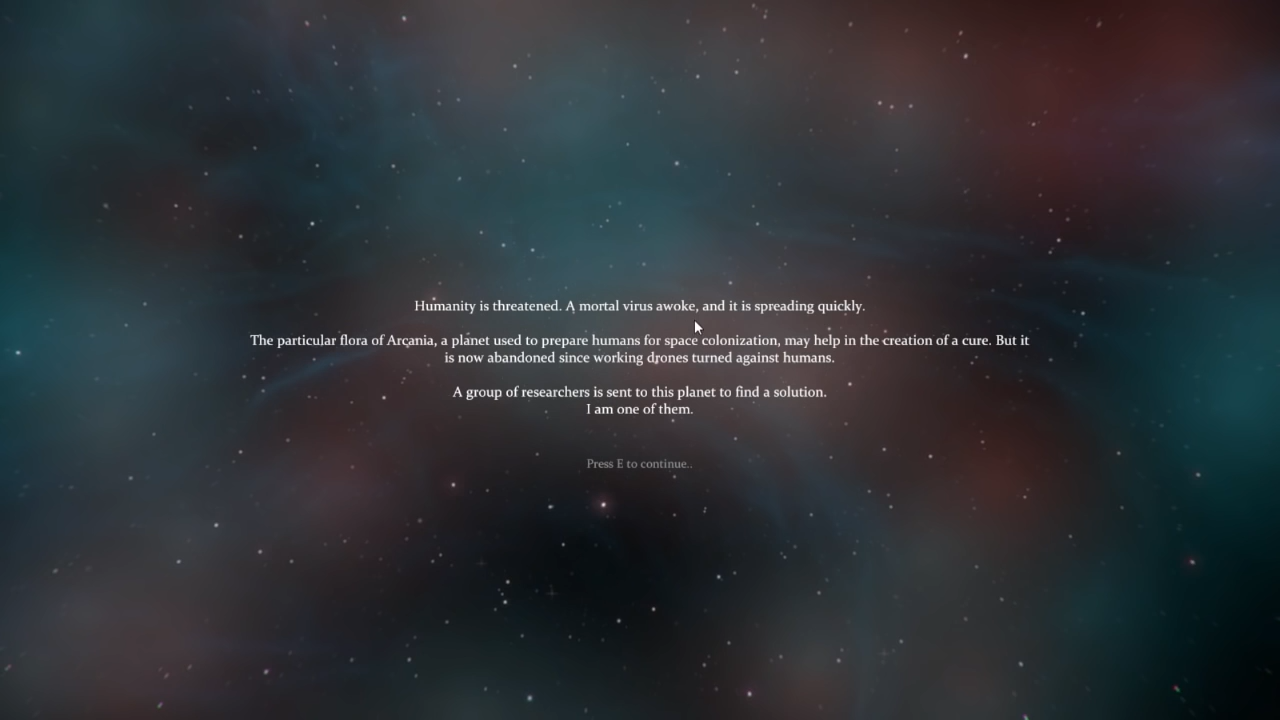 Humanity is threatened. A mortal virus awoke, and it is spreading quickly.
The particular flora of Arcania, a planet used to prepare humans for space colonization, may help in the creation of a cure. But it
is now abandoned since working drones turned against humans.
A group of researchers is sent to this planet to find a solution.
I am one of them.
Press E to continue..